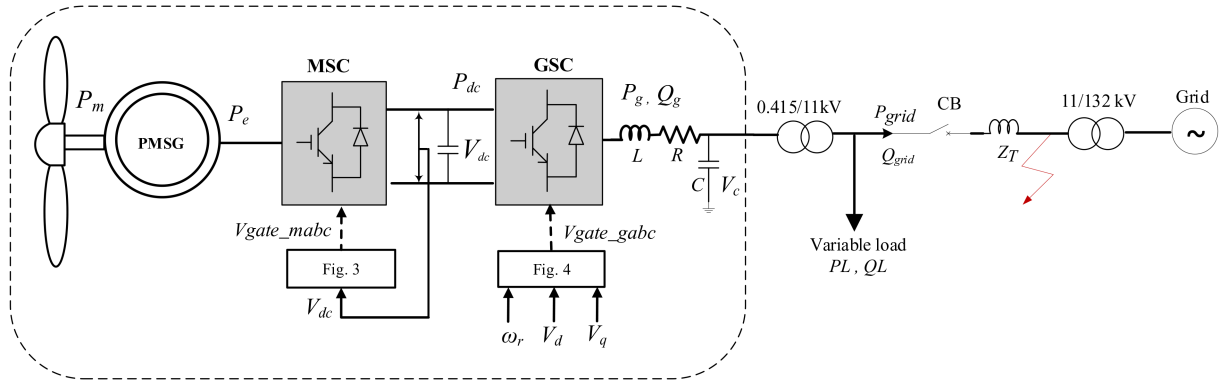 MSC
GSC
P_m
PMSG
P_e
P_dc
V_dc
P_g, Q_g
L
R
C
V_c
0.415/11kV
P_grid
Q_grid
CB
Z_T
11/132 kV
Grid
~
Variable load
PL , QL
Vgate_mabc
Fig. 3
V_dc
Vgate_gabc
Fig. 4
ω_r
V_d
V_q